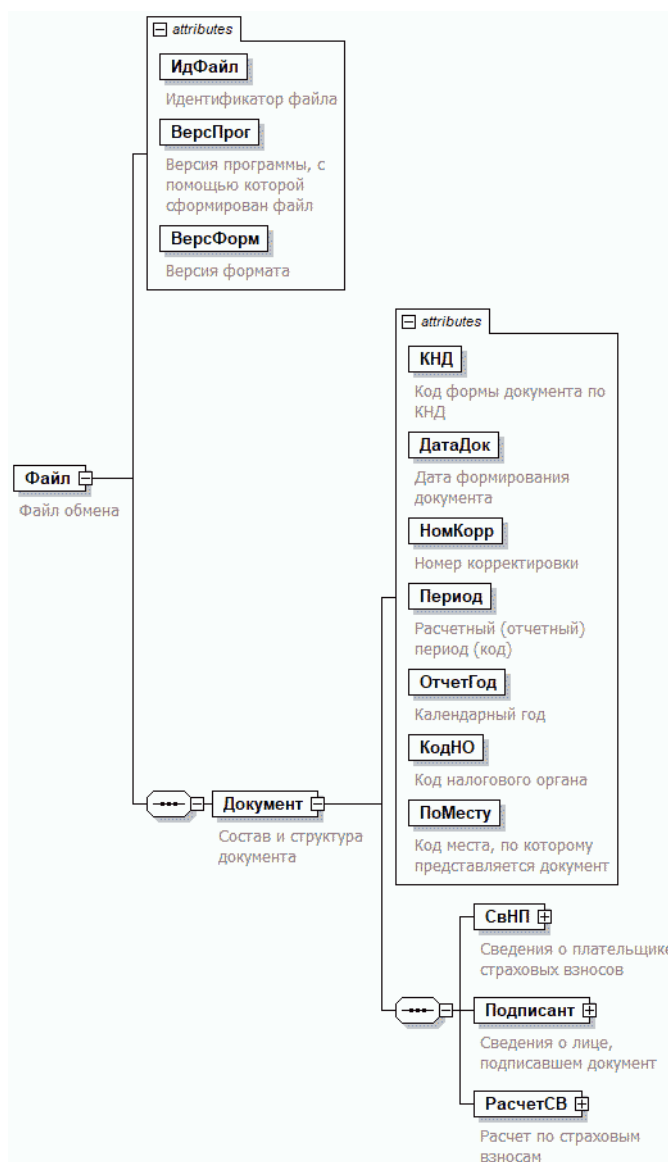 attributes
ИдФайл
Идентификатор файла
ВерсПрог
Версия программы, с
помощью которой
сформирован файл
ВерсФорм
Версия формата
attributes
КНД
Код формы документа по
КНД
ДатаДок
Дата формирования
документа
НомКорр
Номер корректировки
Период
Расчетный (отчетный)
период (код)
ОтчетГод
Календарный год
КодНО
Код налогового органа
ПоМесту
Код места, по которому
представляется документ
Файл
Файл обмена
Документ
Состав и структура
документа
СвНП
Сведения о плательщике
страховых взносов
Подписант
Сведения о лице,
подписавшем документ
РасчетСВ
Расчет по страховым
взносам